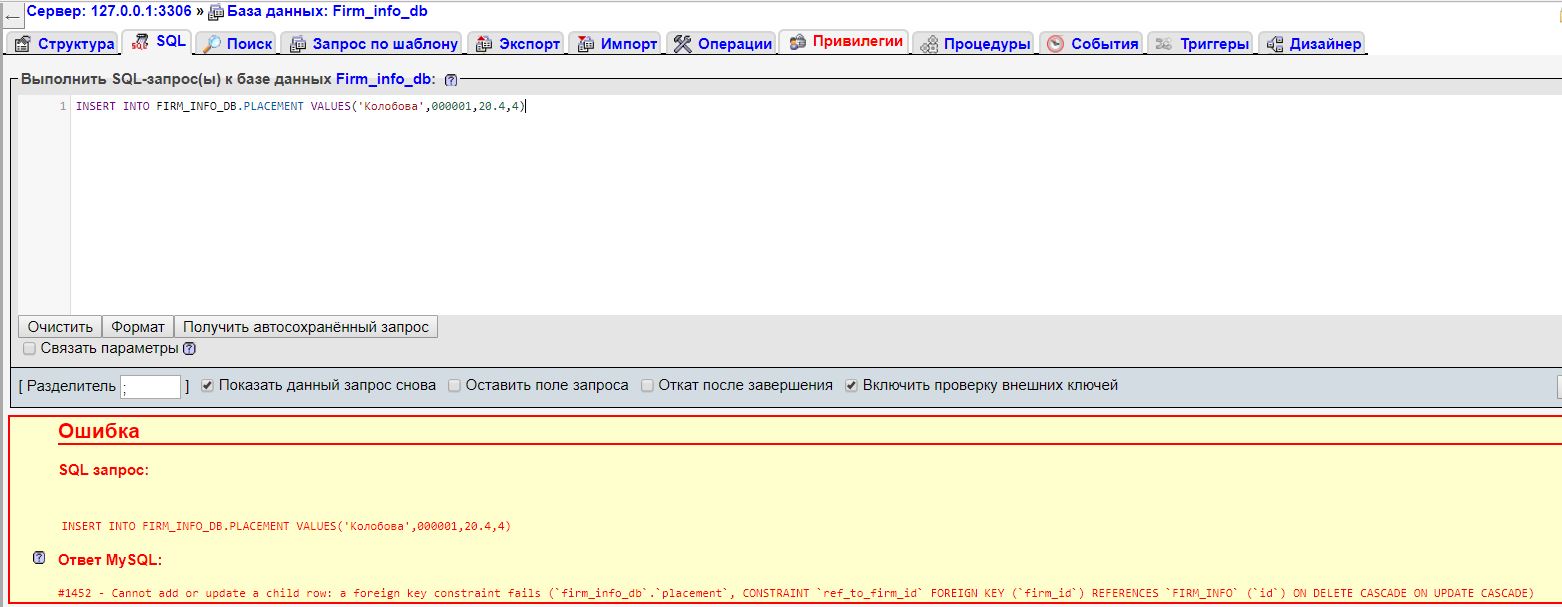 Сервер: 127.0.0.1:3306 » База данных: Firm_info_db
Структура SQL Поиск Запрос по шаблону Экспорт Импорт Операции Привилегии Процедуры События Триггеры Дизайнер
Выполнить SQL-запрос(ы) к базе данных Firm_info_db:
1 INSERT INTO FIRM_INFO_DB.PLACEMENT VALUES('Колобова',000001,20.4,4)
Очистить Формат Получить автосохранённый запрос
Связать параметры
[ Разделитель ; ] Показать данный запрос снова Оставить поле запроса Откат после завершения Включить проверку внешних ключей
Ошибка
SQL запрос:
INSERT INTO FIRM_INFO_DB.PLACEMENT VALUES('Колобова',000001,20.4,4)
Ответ MySQL:
#1452 - Cannot add or update a child row: a foreign key constraint fails (`firm_info_db`.`placement`, CONSTRAINT `ref_to_firm_id` FOREIGN KEY (`firm_id`) REFERENCES `FIRM_INFO` (`id`) ON DELETE CASCADE ON UPDATE CASCADE)